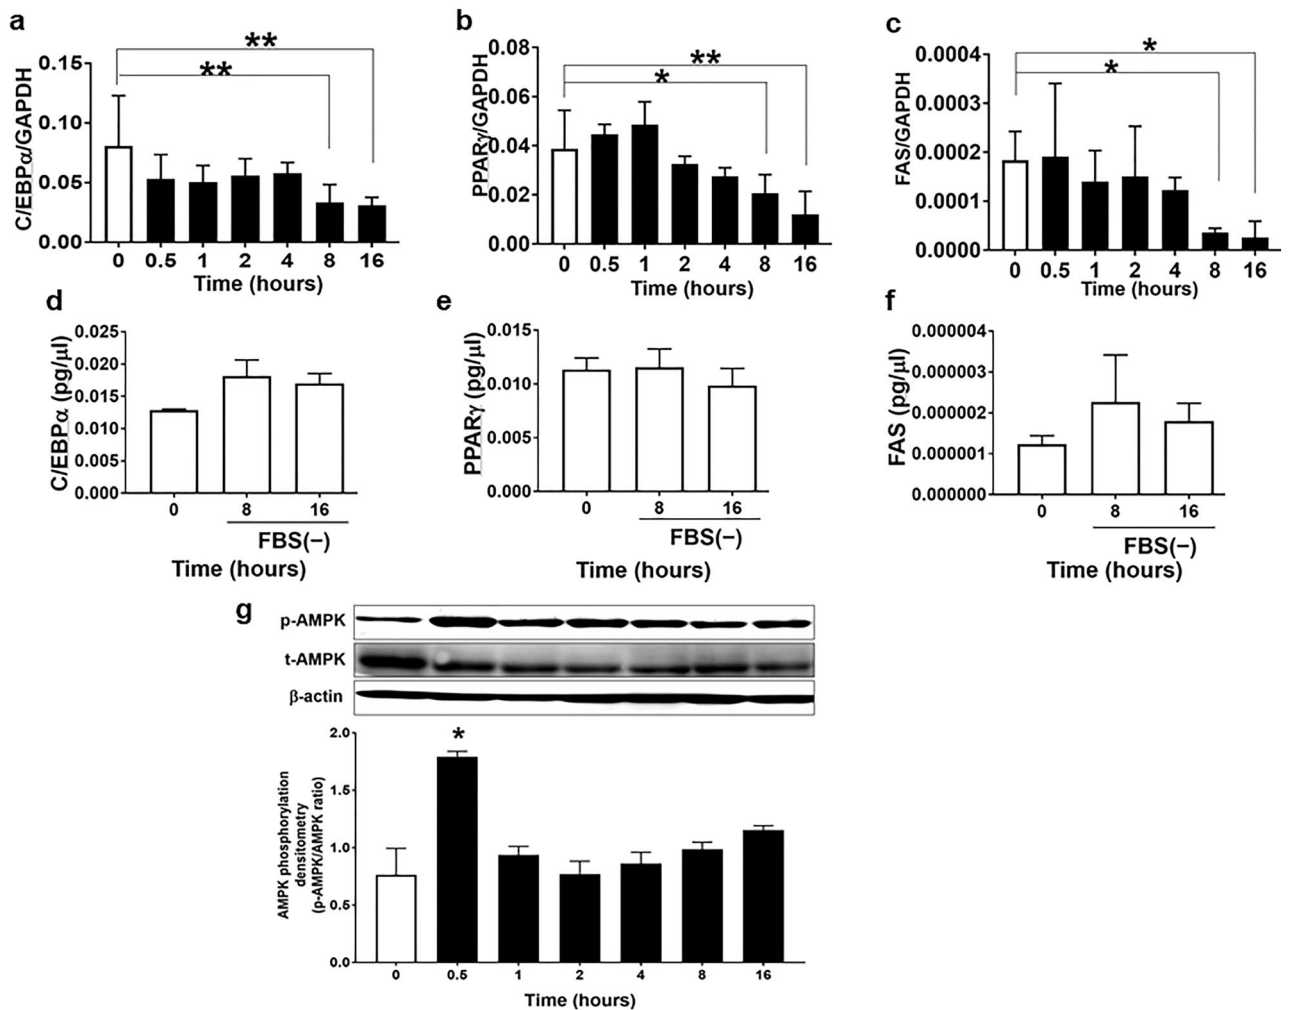 a
C/EBPα/GAPDH
0.15
0.10
0.05
0.00
**
**
0 0.5 1 2 4 8 16
Time (hours)
b
PPARγ/GAPDH
0.08
0.06
0.04
0.02
0.00
**
*
0 0.5 1 2 4 8 16
Time (hours)
c
FAS/GAPDH
0.0004
0.0003
0.0002
0.0001
0.0000
*
*
0 0.5 1 2 4 8 16
Time (hours)
d
C/EBPα (pg/µl)
0.025
0.020
0.015
0.010
0.005
0.000
0 8 16
FBS(−)
Time (hours)
e
PPARγ (pg/µl)
0.015
0.010
0.005
0.000
0 8 16
FBS(−)
Time (hours)
f
FAS (pg/µl)
0.000004
0.000003
0.000002
0.000001
0.000000
0 8 16
FBS(−)
Time (hours)
g
p-AMPK
t-AMPK
β-actin
AMPK phosphorylation
densitometry
(p-AMPK/AMPK ratio)
2.0
1.5
1.0
0.5
0.0
*
0 0.5 1 2 4 8 16
Time (hours)